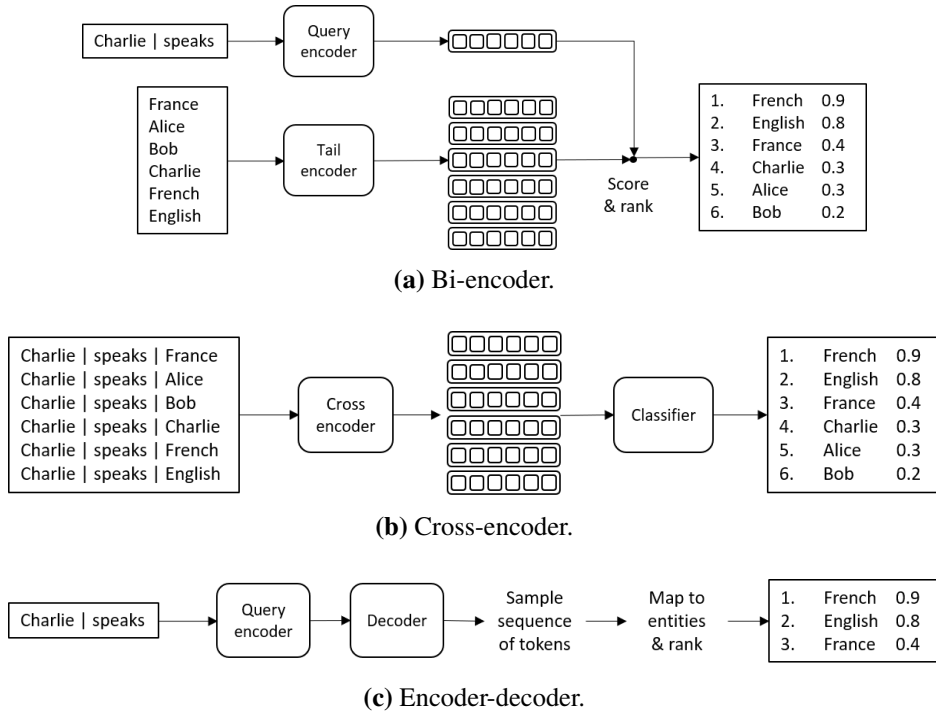 Charlie | speaks
Query
encoder
France
Alice
Bob
Charlie
French
English
Tail
encoder
Score
& rank
1. French 0.9
2. English 0.8
3. France 0.4
4. Charlie 0.3
5. Alice 0.3
6. Bob 0.2
(a) Bi-encoder.
Charlie | speaks | France
Charlie | speaks | Alice
Charlie | speaks | Bob
Charlie | speaks | Charlie
Charlie | speaks | French
Charlie | speaks | English
Cross
encoder
Classifier
1. French 0.9
2. English 0.8
3. France 0.4
4. Charlie 0.3
5. Alice 0.3
6. Bob 0.2
(b) Cross-encoder.
Charlie | speaks
Query
encoder
Decoder
Sample
sequence
of tokens
Map to
entities
& rank
1. French 0.9
2. English 0.8
3. France 0.4
(c) Encoder-decoder.